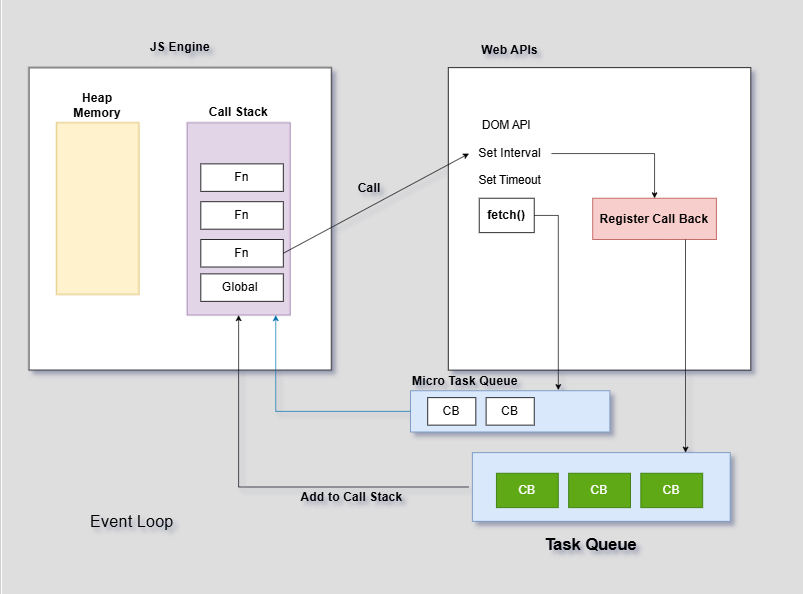 JS Engine
Web APIs
Heap
Memory
Call Stack
Fn
Fn
Fn
Global
Call
DOM API
Set Interval
Set Timeout
fetch()
Register Call Back
Micro Task Queue
CB
CB
CB
CB
CB
Add to Call Stack
Event Loop
Task Queue